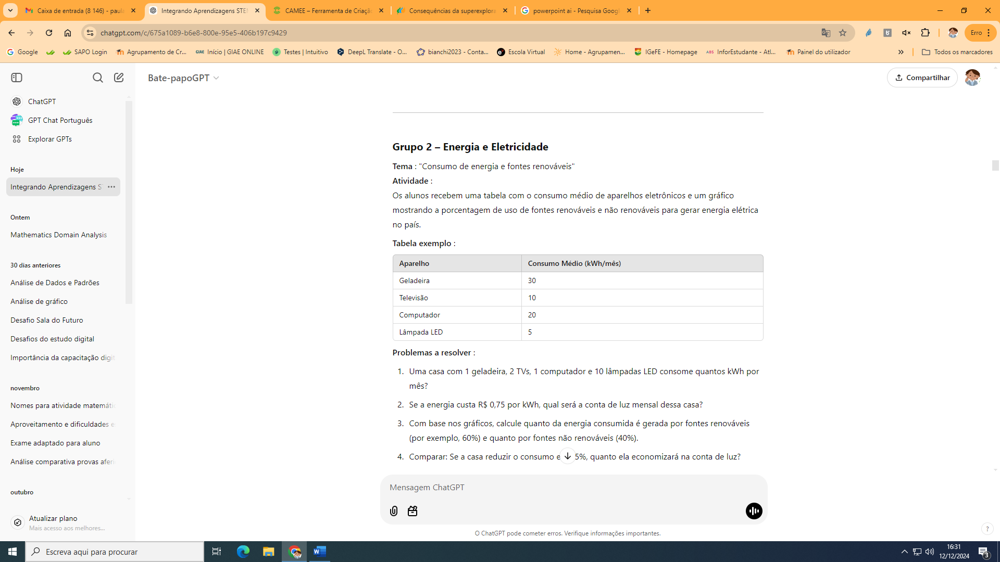 Caixa de entrada (8 146) - paula
Integrando Aprendizagens STEM
CAMEE – Ferramenta de Criação
Consequências da superexplora
powerpoint ai - Pesquisa Googl
chatgpt.com/c/675a1089-b6e8-800e-95e5-406b197c9429
Erro
Google
SAPO Login
Agrupamento de Cr...
GIAE Início | GIAE ONLINE
Testes | Intuitivo
DeepL Translate - O...
bianchi2023 - Conta...
Escola Virtual
Home - Agrupamen...
IGeFE - Homepage
ABS InforEstudante - Atl...
Painel do utilizador
Todos os marcadores
Bate-papoGPT
Compartilhar
ChatGPT
GPT Chat Português
Explorar GPTs
Hoje
Integrando Aprendizagens S
Ontem
Mathematics Domain Analysis
30 dias anteriores
Análise de Dados e Padrões
Análise de gráfico
Desafio Sala do Futuro
Desafios do estudo digital
Importância da capacitação digit
novembro
Nomes para atividade matemátic
Aproveitamento e dificuldades e
Exame adaptado para aluno
Análise comparativa provas aferi
outubro
Atualizar plano
Mais acesso aos melhores...
Grupo 2 – Energia e Eletricidade
Tema : "Consumo de energia e fontes renováveis"
Atividade :
Os alunos recebem uma tabela com o consumo médio de aparelhos eletrônicos e um gráfico
mostrando a porcentagem de uso de fontes renováveis e não renováveis para gerar energia elétrica
no país.
Tabela exemplo :
Aparelho Consumo Médio (kWh/mês)
Geladeira 30
Televisão 10
Computador 20
Lâmpada LED 5
Problemas a resolver :
1. Uma casa com 1 geladeira, 2 TVs, 1 computador e 10 lâmpadas LED consome quantos kWh por
mês?
2. Se a energia custa R$ 0,75 por kWh, qual será a conta de luz mensal dessa casa?
3. Com base nos gráficos, calcule quanto da energia consumida é gerada por fontes renováveis
(por exemplo, 60%) e quanto por fontes não renováveis (40%).
4. Comparar: Se a casa reduzir o consumo e 5%, quanto ela economizará na conta de luz?
Mensagem ChatGPT
O ChatGPT pode cometer erros. Verifique informações importantes.
?
Escreva aqui para procurar
16:31
12/12/2024
3